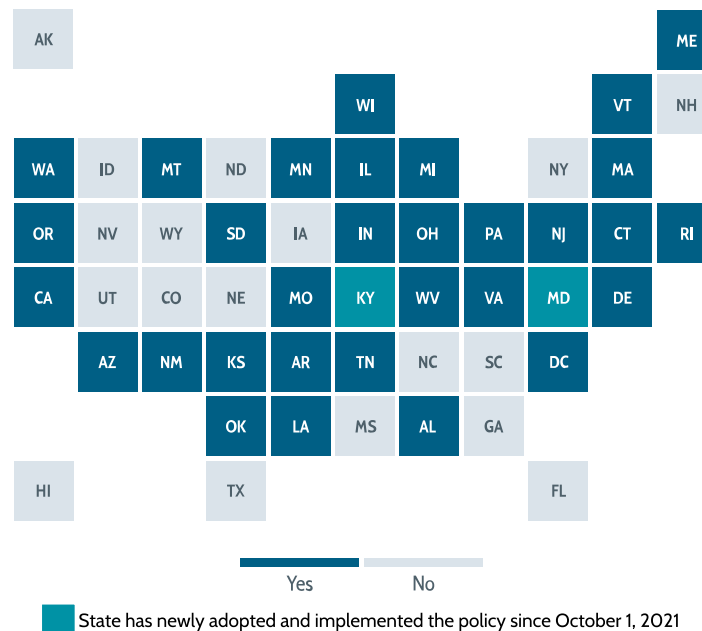 AK ME
WI VT NH
WA ID MT ND MN IL MI NY MA
OR NV WY SD IA IN OH PA NJ CT RI
CA UT CO NE MO KY WV VA MD DE
AZ NM KS AR TN NC SC DC
OK LA MS AL GA
HI TX FL
Yes No
State has newly adopted and implemented the policy since October 1, 2021